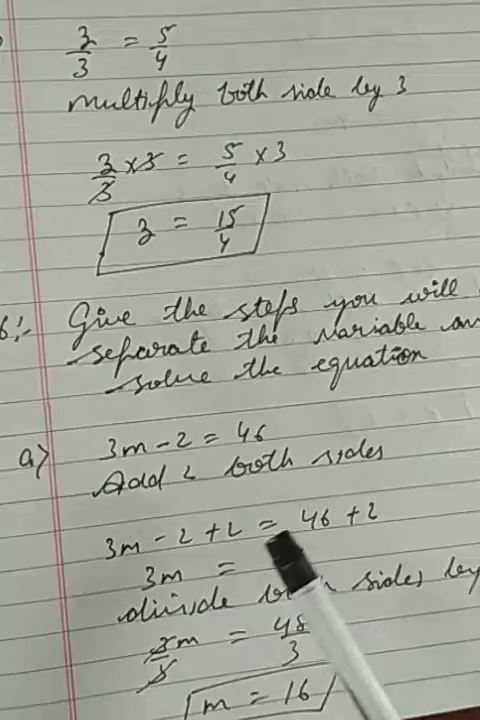 z/3 = 5/4
Multiply both side by 3
z/3 × 3 = 5/4 × 3
z = 15/4
6:- Give the steps you will
separate the variable an
solve the equation
a) 3m - 2 = 46
Add 2 both sides
3m - 2 + 2 = 46 + 2
3m =
divide sides by
3m/3 = 48/3
m = 16